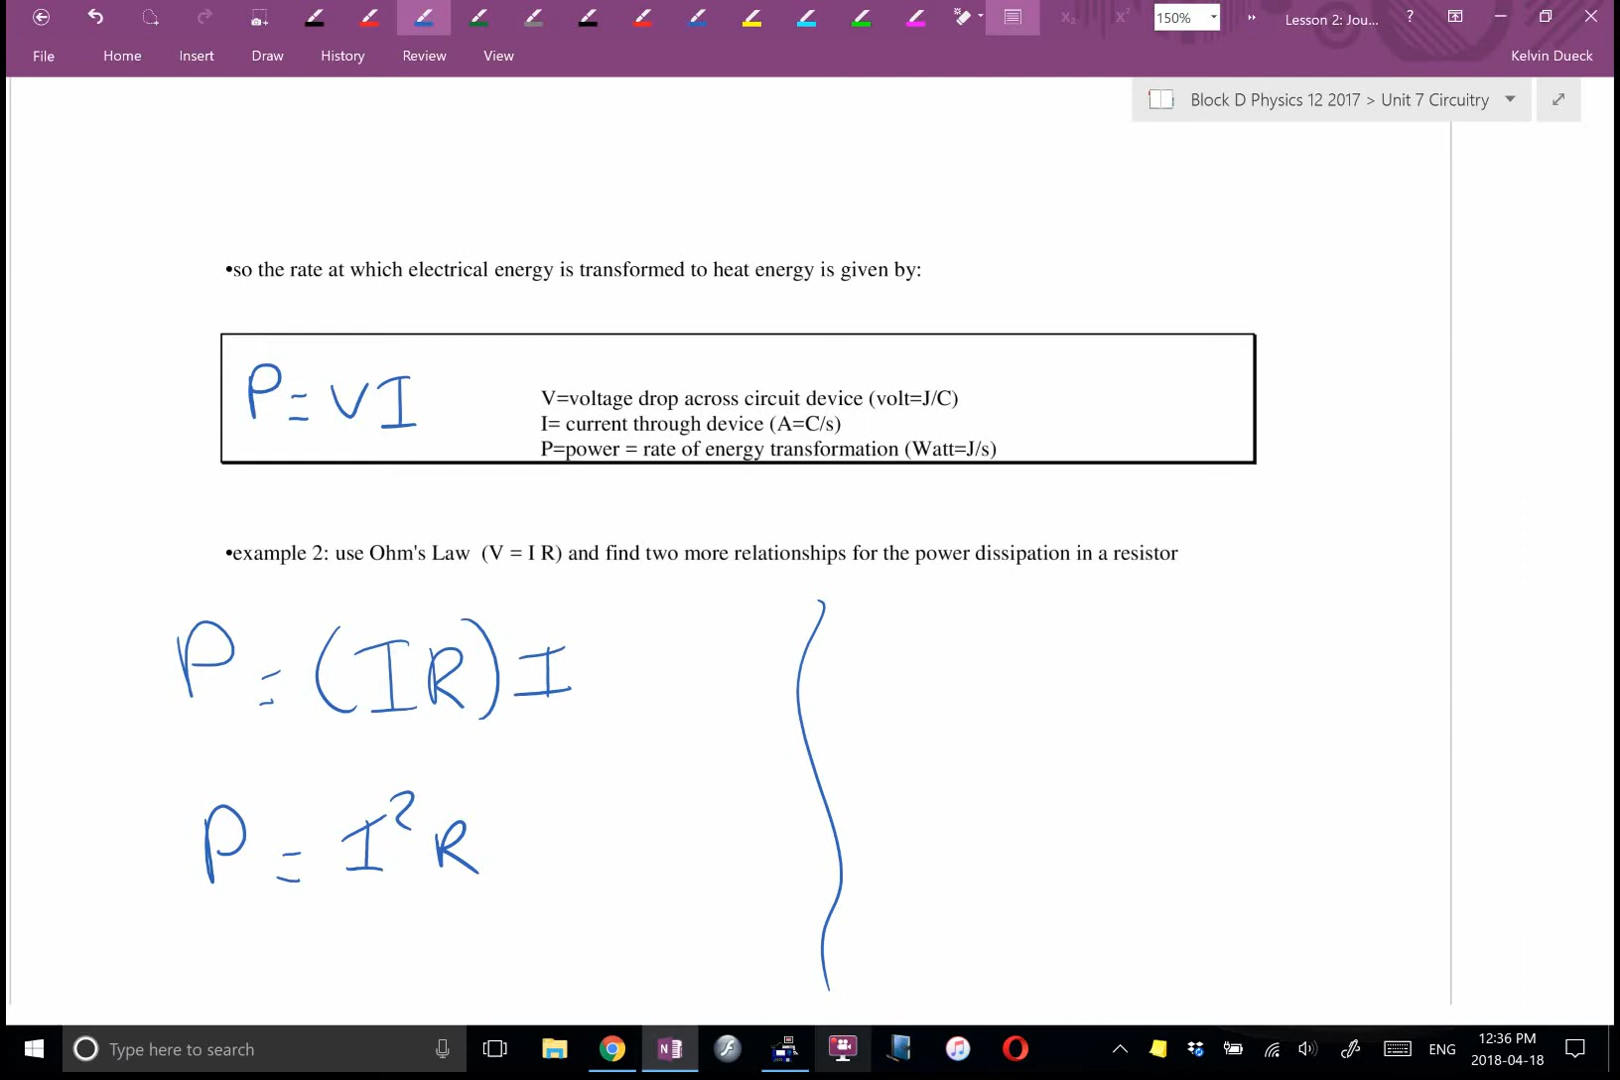 150%
Lesson 2: Jou...
?
File Home Insert Draw History Review View
Kelvin Dueck
Block D Physics 12 2017 > Unit 7 Circuitry
•so the rate at which electrical energy is transformed to heat energy is given by:
P = VI
V=voltage drop across circuit device (volt=J/C)
I= current through device (A=C/s)
P=power = rate of energy transformation (Watt=J/s)
•example 2: use Ohm's Law (V = I R) and find two more relationships for the power dissipation in a resistor
P = (IR) I
P = I² R
Type here to search
ENG
12:36 PM
2018-04-18